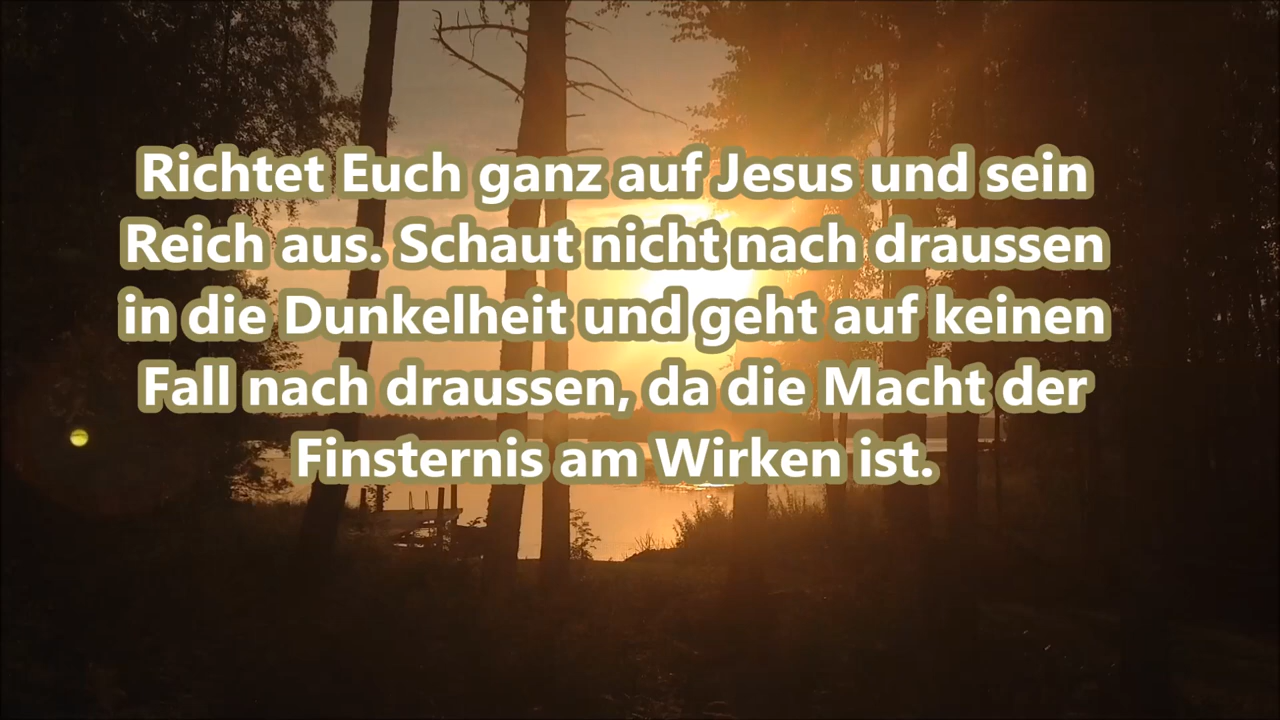 Richtet Euch ganz auf Jesus und sein
Reich aus. Schaut nicht nach draussen
in die Dunkelheit und geht auf keinen
Fall nach draussen, da die Macht der
Finsternis am Wirken ist.